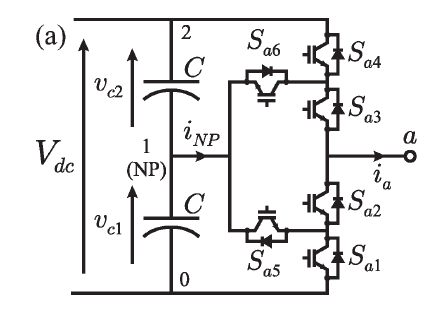 (a)
2
S_a6
S_a4
C
v_c2
S_a3
i_NP
V_dc
1
(NP)
a
i_a
C
S_a2
v_c1
S_a5
S_a1
0